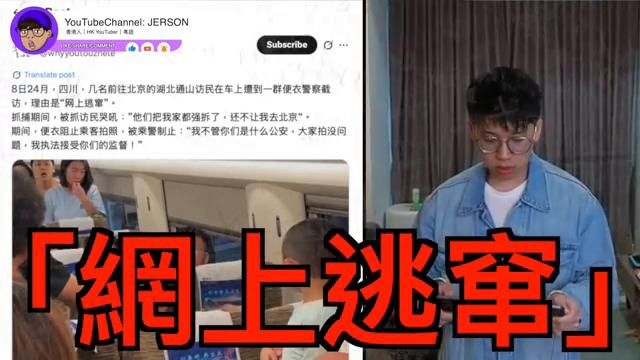 YouTubeChannel: JERSON
香港人｜HK YouTuber｜粵語
LIKE/SHARE/COMMENT
Subscribe
@whyyoutouzhele
Translate post
8日24月，四川，几名前往北京的湖北通山访民在车上遭到一群便衣警察截
访，理由是“网上逃窜”。
抓捕期间，被抓访民哭吼：”他们把我家都强拆了，还不让我去北京“。
期间，便衣阻止乘客拍照，被乘警制止：“我不管你们是什么公安，大家拍没问
题，我执法接受你们的监督！”
「網上逃窜」